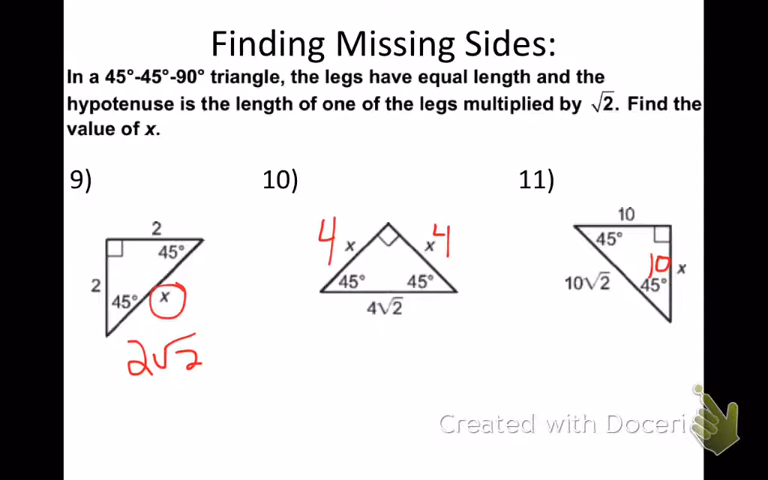 Finding Missing Sides:
In a 45°-45°-90° triangle, the legs have equal length and the
hypotenuse is the length of one of the legs multiplied by √2. Find the
value of x.
9)
2
45°
2
45°
x
2√2
10)
4
x
x
4
45°
45°
4√2
11)
10
45°
10
x
10√2
45°
Created with Doceri